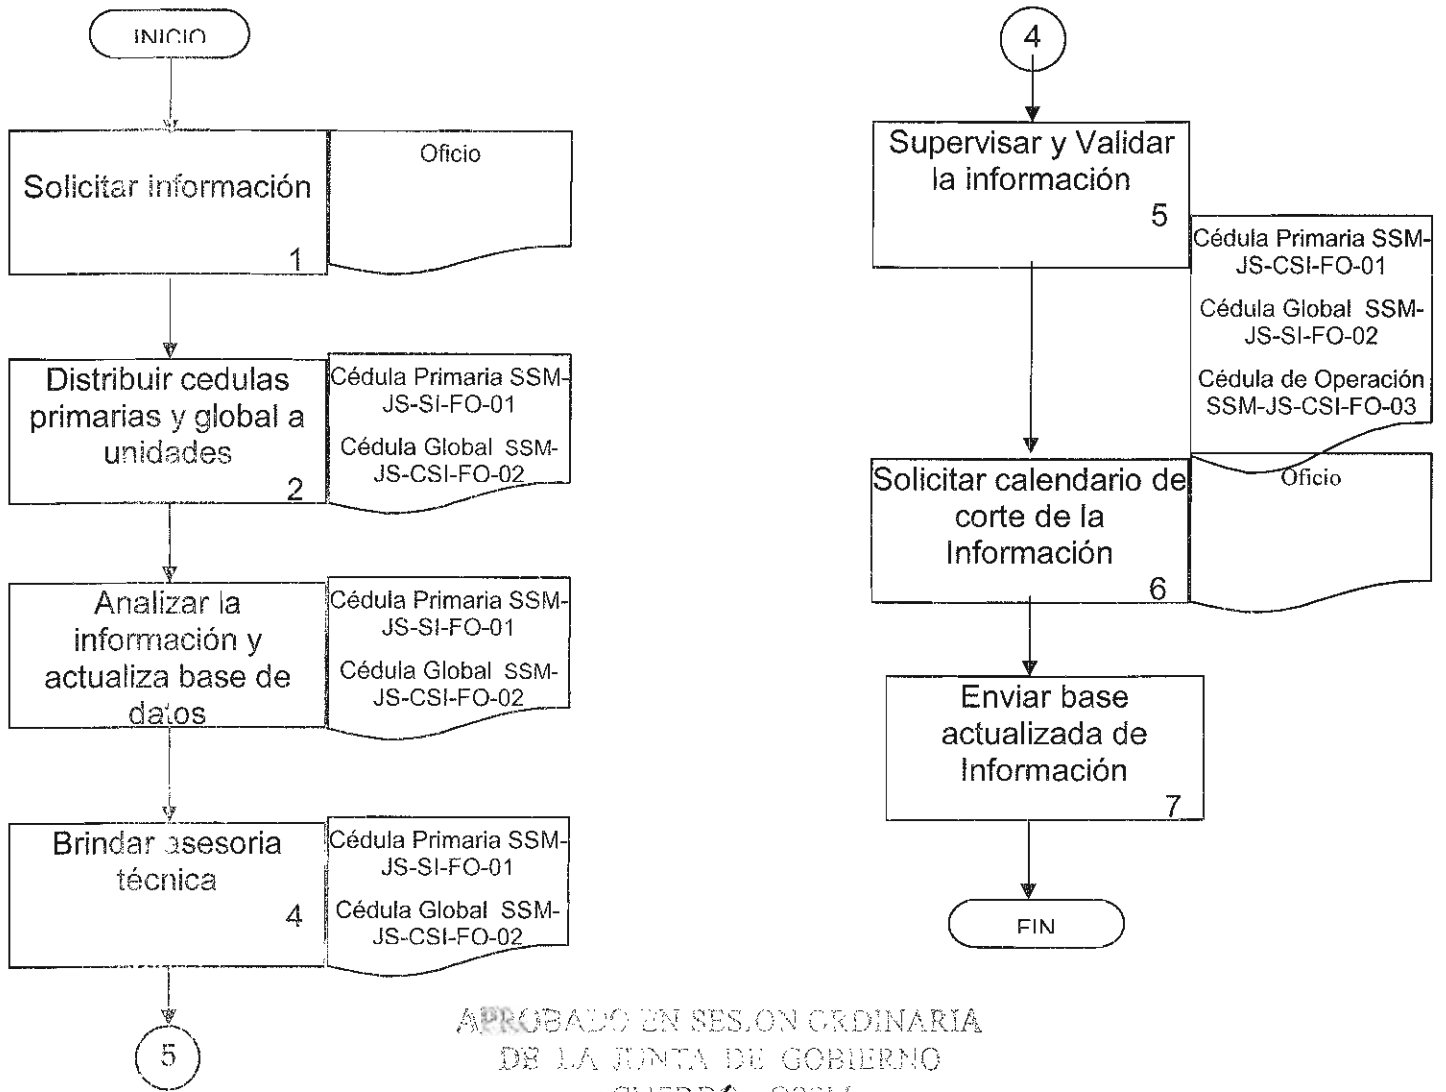 INICIO
Solicitar información
1
Oficio
Distribuir cedulas
primarias y global a
unidades
2
Cédula Primaria SSM-
JS-SI-FO-01
Cédula Global SSM-
JS-CSI-FO-02
Analizar la
información y
actualiza base de
datos
Cédula Primaria SSM-
JS-SI-FO-01
Cédula Global SSM-
JS-CSI-FO-02
Brindar asesoria
técnica
4
Cédula Primaria SSM-
JS-SI-FO-01
Cédula Global SSM-
JS-CSI-FO-02
5
4
Supervisar y Validar
la información
5
Cédula Primaria SSM-
JS-CSI-FO-01
Cédula Global SSM-
JS-SI-FO-02
Cédula de Operación
SSM-JS-CSI-FO-03
Solicitar calendario de
corte de la
Información
6
Oficio
Enviar base
actualizada de
Información
7
FIN
APROBADO EN SESION ORDINARIA
DE LA JUNTA DE GOBIERNO